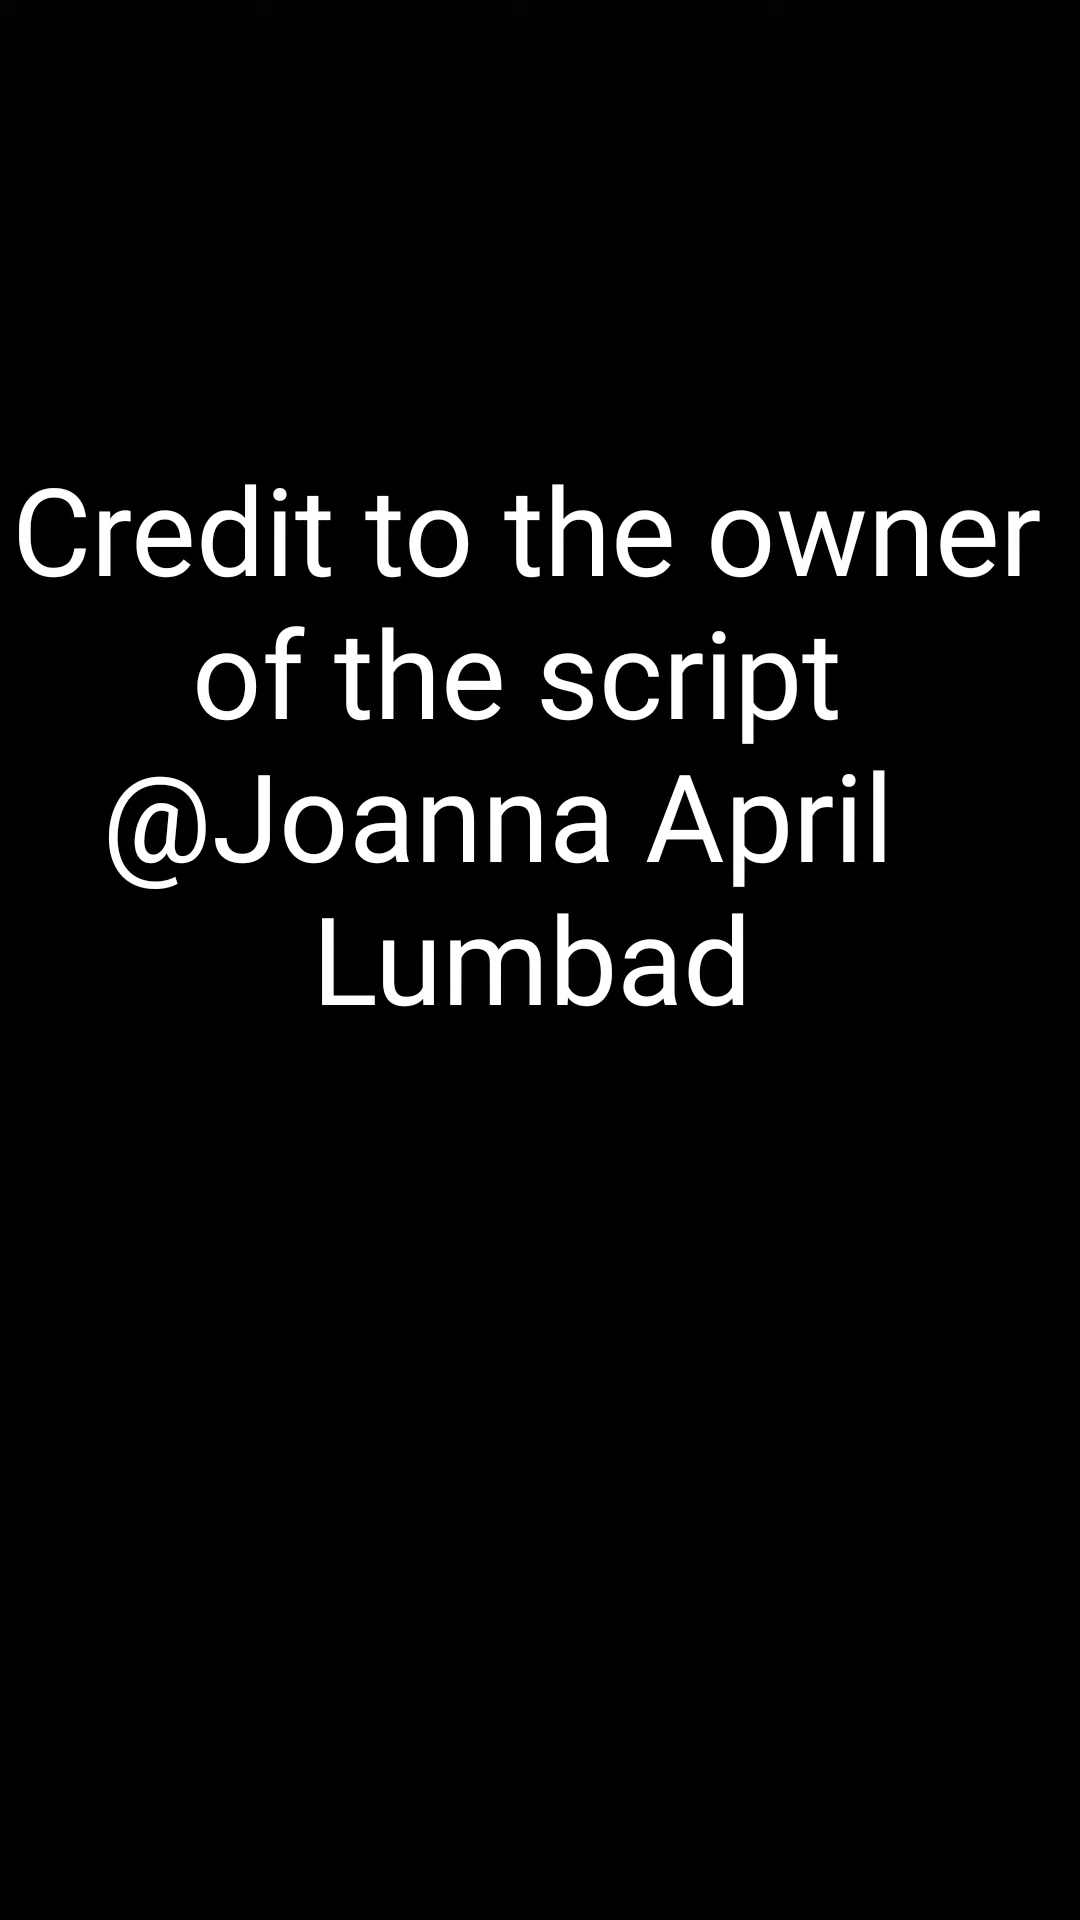 Credit to the owner
of the script
@Joanna April
Lumbad